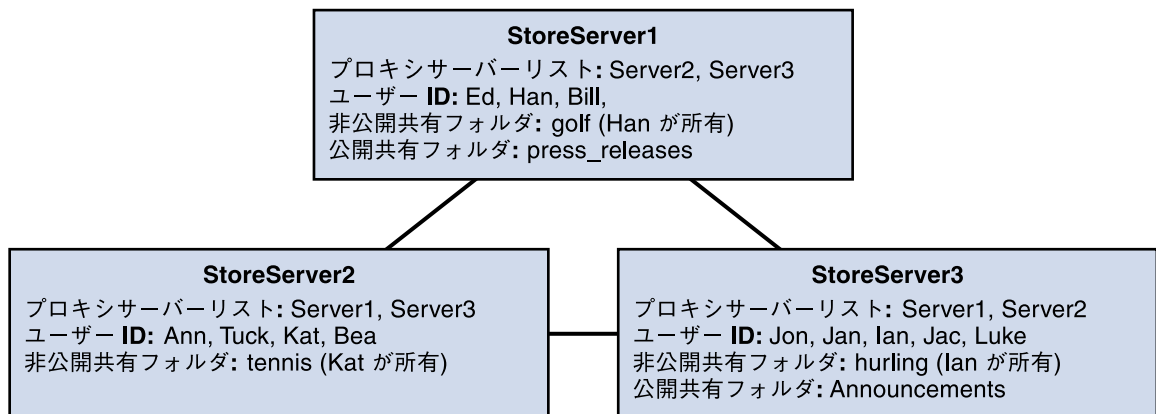 StoreServer1
プロキシサーバーリスト: Server2, Server3
ユーザー ID: Ed, Han, Bill,
非公開共有フォルダ: golf (Han が所有)
公開共有フォルダ: press_releases
StoreServer2
プロキシサーバーリスト: Server1, Server3
ユーザー ID: Ann, Tuck, Kat, Bea
非公開共有フォルダ: tennis (Kat が所有)
StoreServer3
プロキシサーバーリスト: Server1, Server2
ユーザー ID: Jon, Jan, Ian, Jac, Luke
非公開共有フォルダ: hurling (Ian が所有)
公開共有フォルダ: Announcements